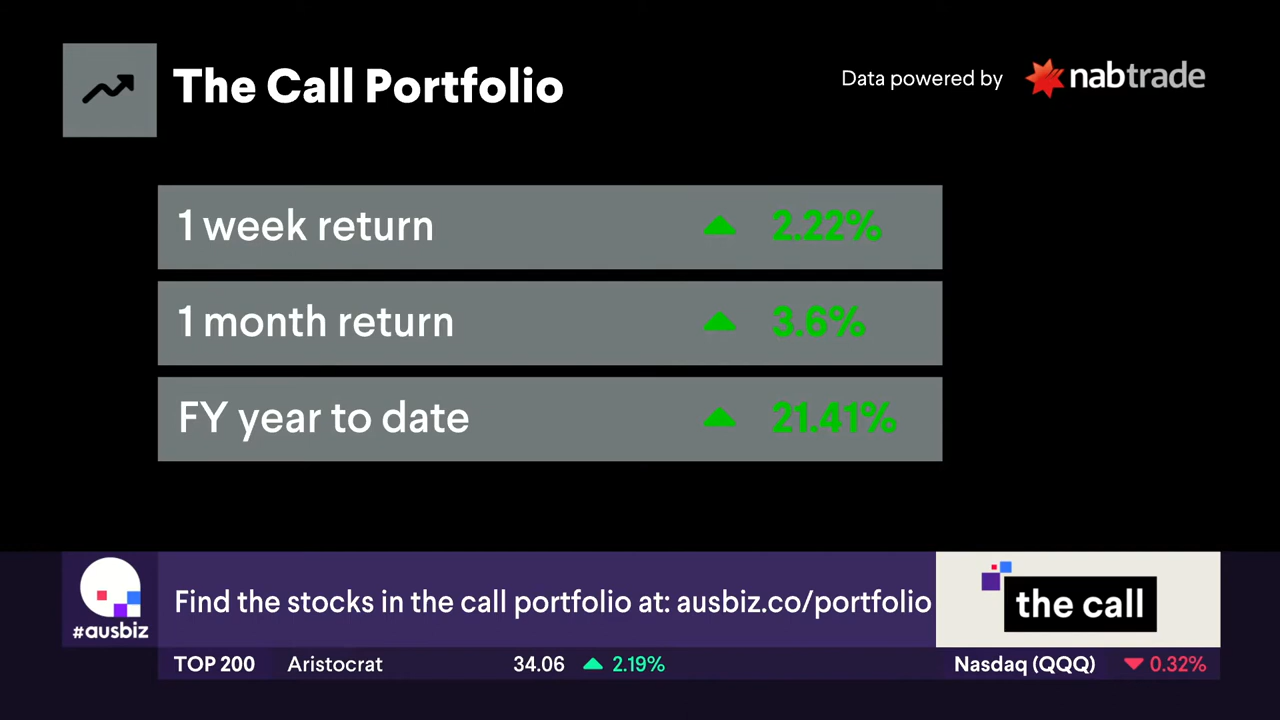 The Call Portfolio
Data powered by nabtrade
1 week return 2.22%
1 month return 3.6%
FY year to date 21.41%
#ausbiz
Find the stocks in the call portfolio at: ausbiz.co/portfolio
the call
TOP 200 Aristocrat 34.06 2.19% Nasdaq (QQQ) 0.32%